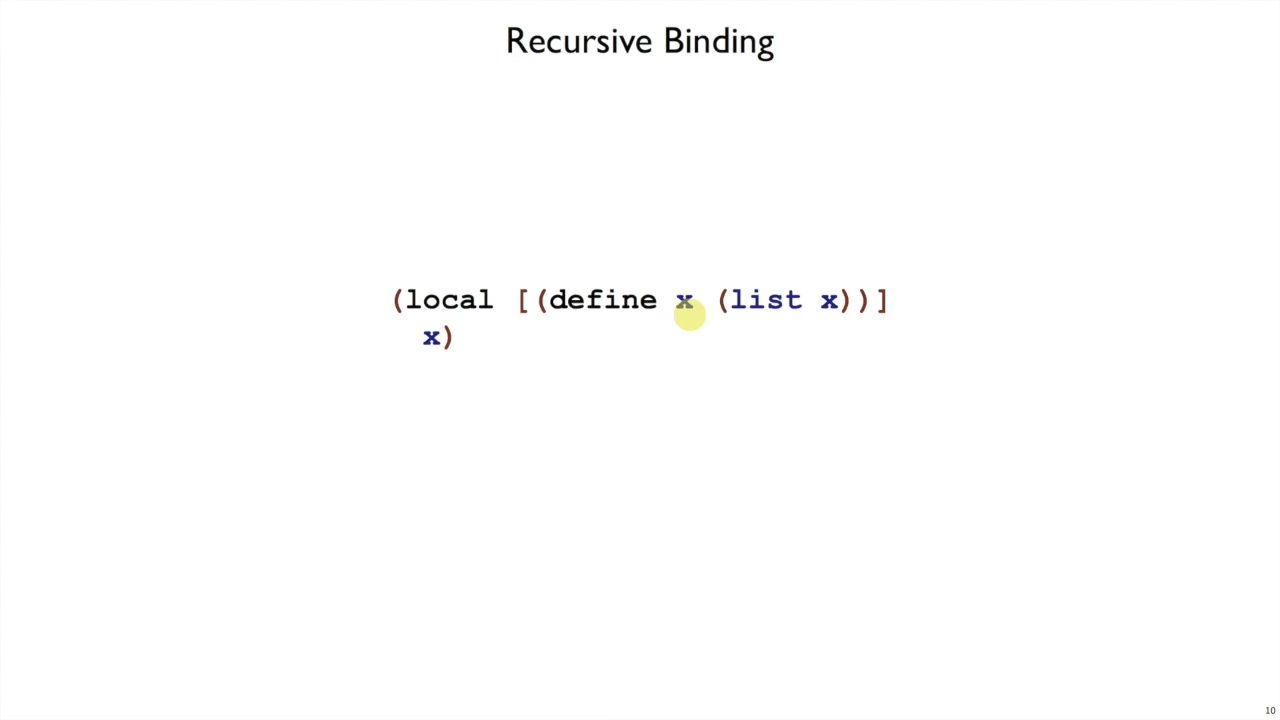 Recursive Binding
(local [(define x (list x))]
x)
10